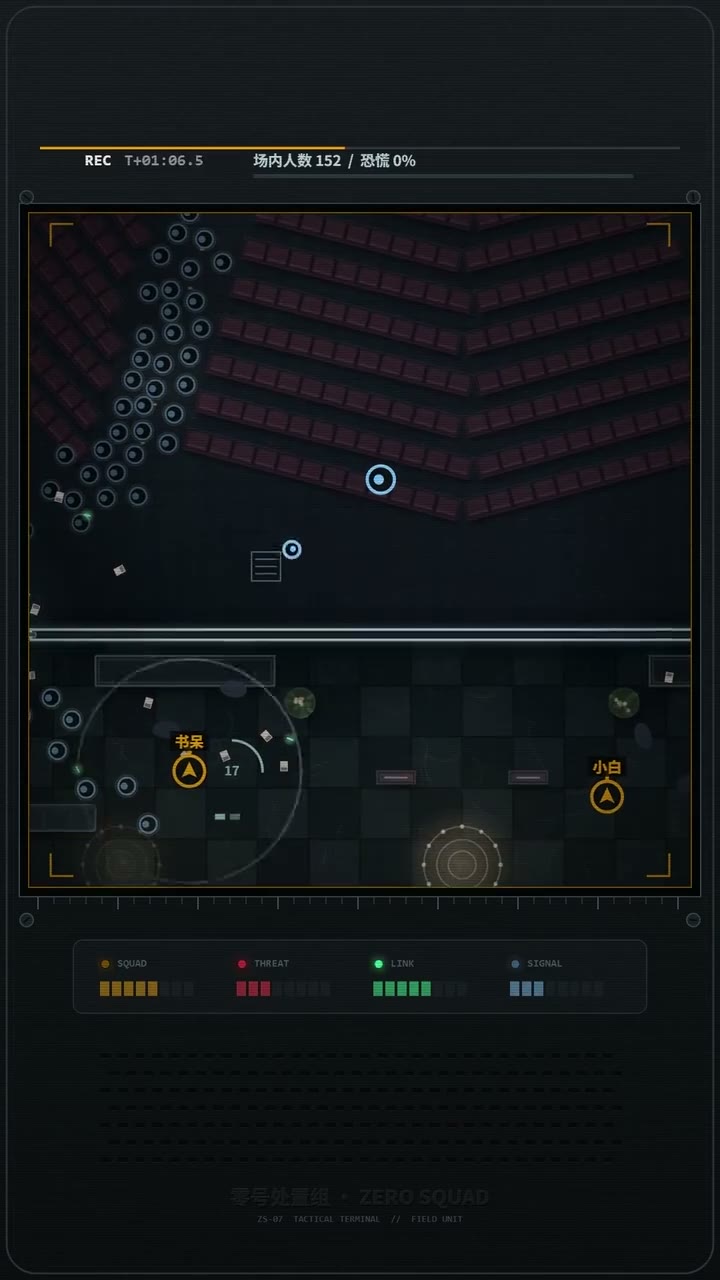 REC T+01:06.5 场内人数 152 / 恐慌 0%
书呆
17
小白
SQUAD THREAT LINK SIGNAL
零号处置组 · ZERO SQUAD
ZS-07 TACTICAL TERMINAL // FIELD UNIT